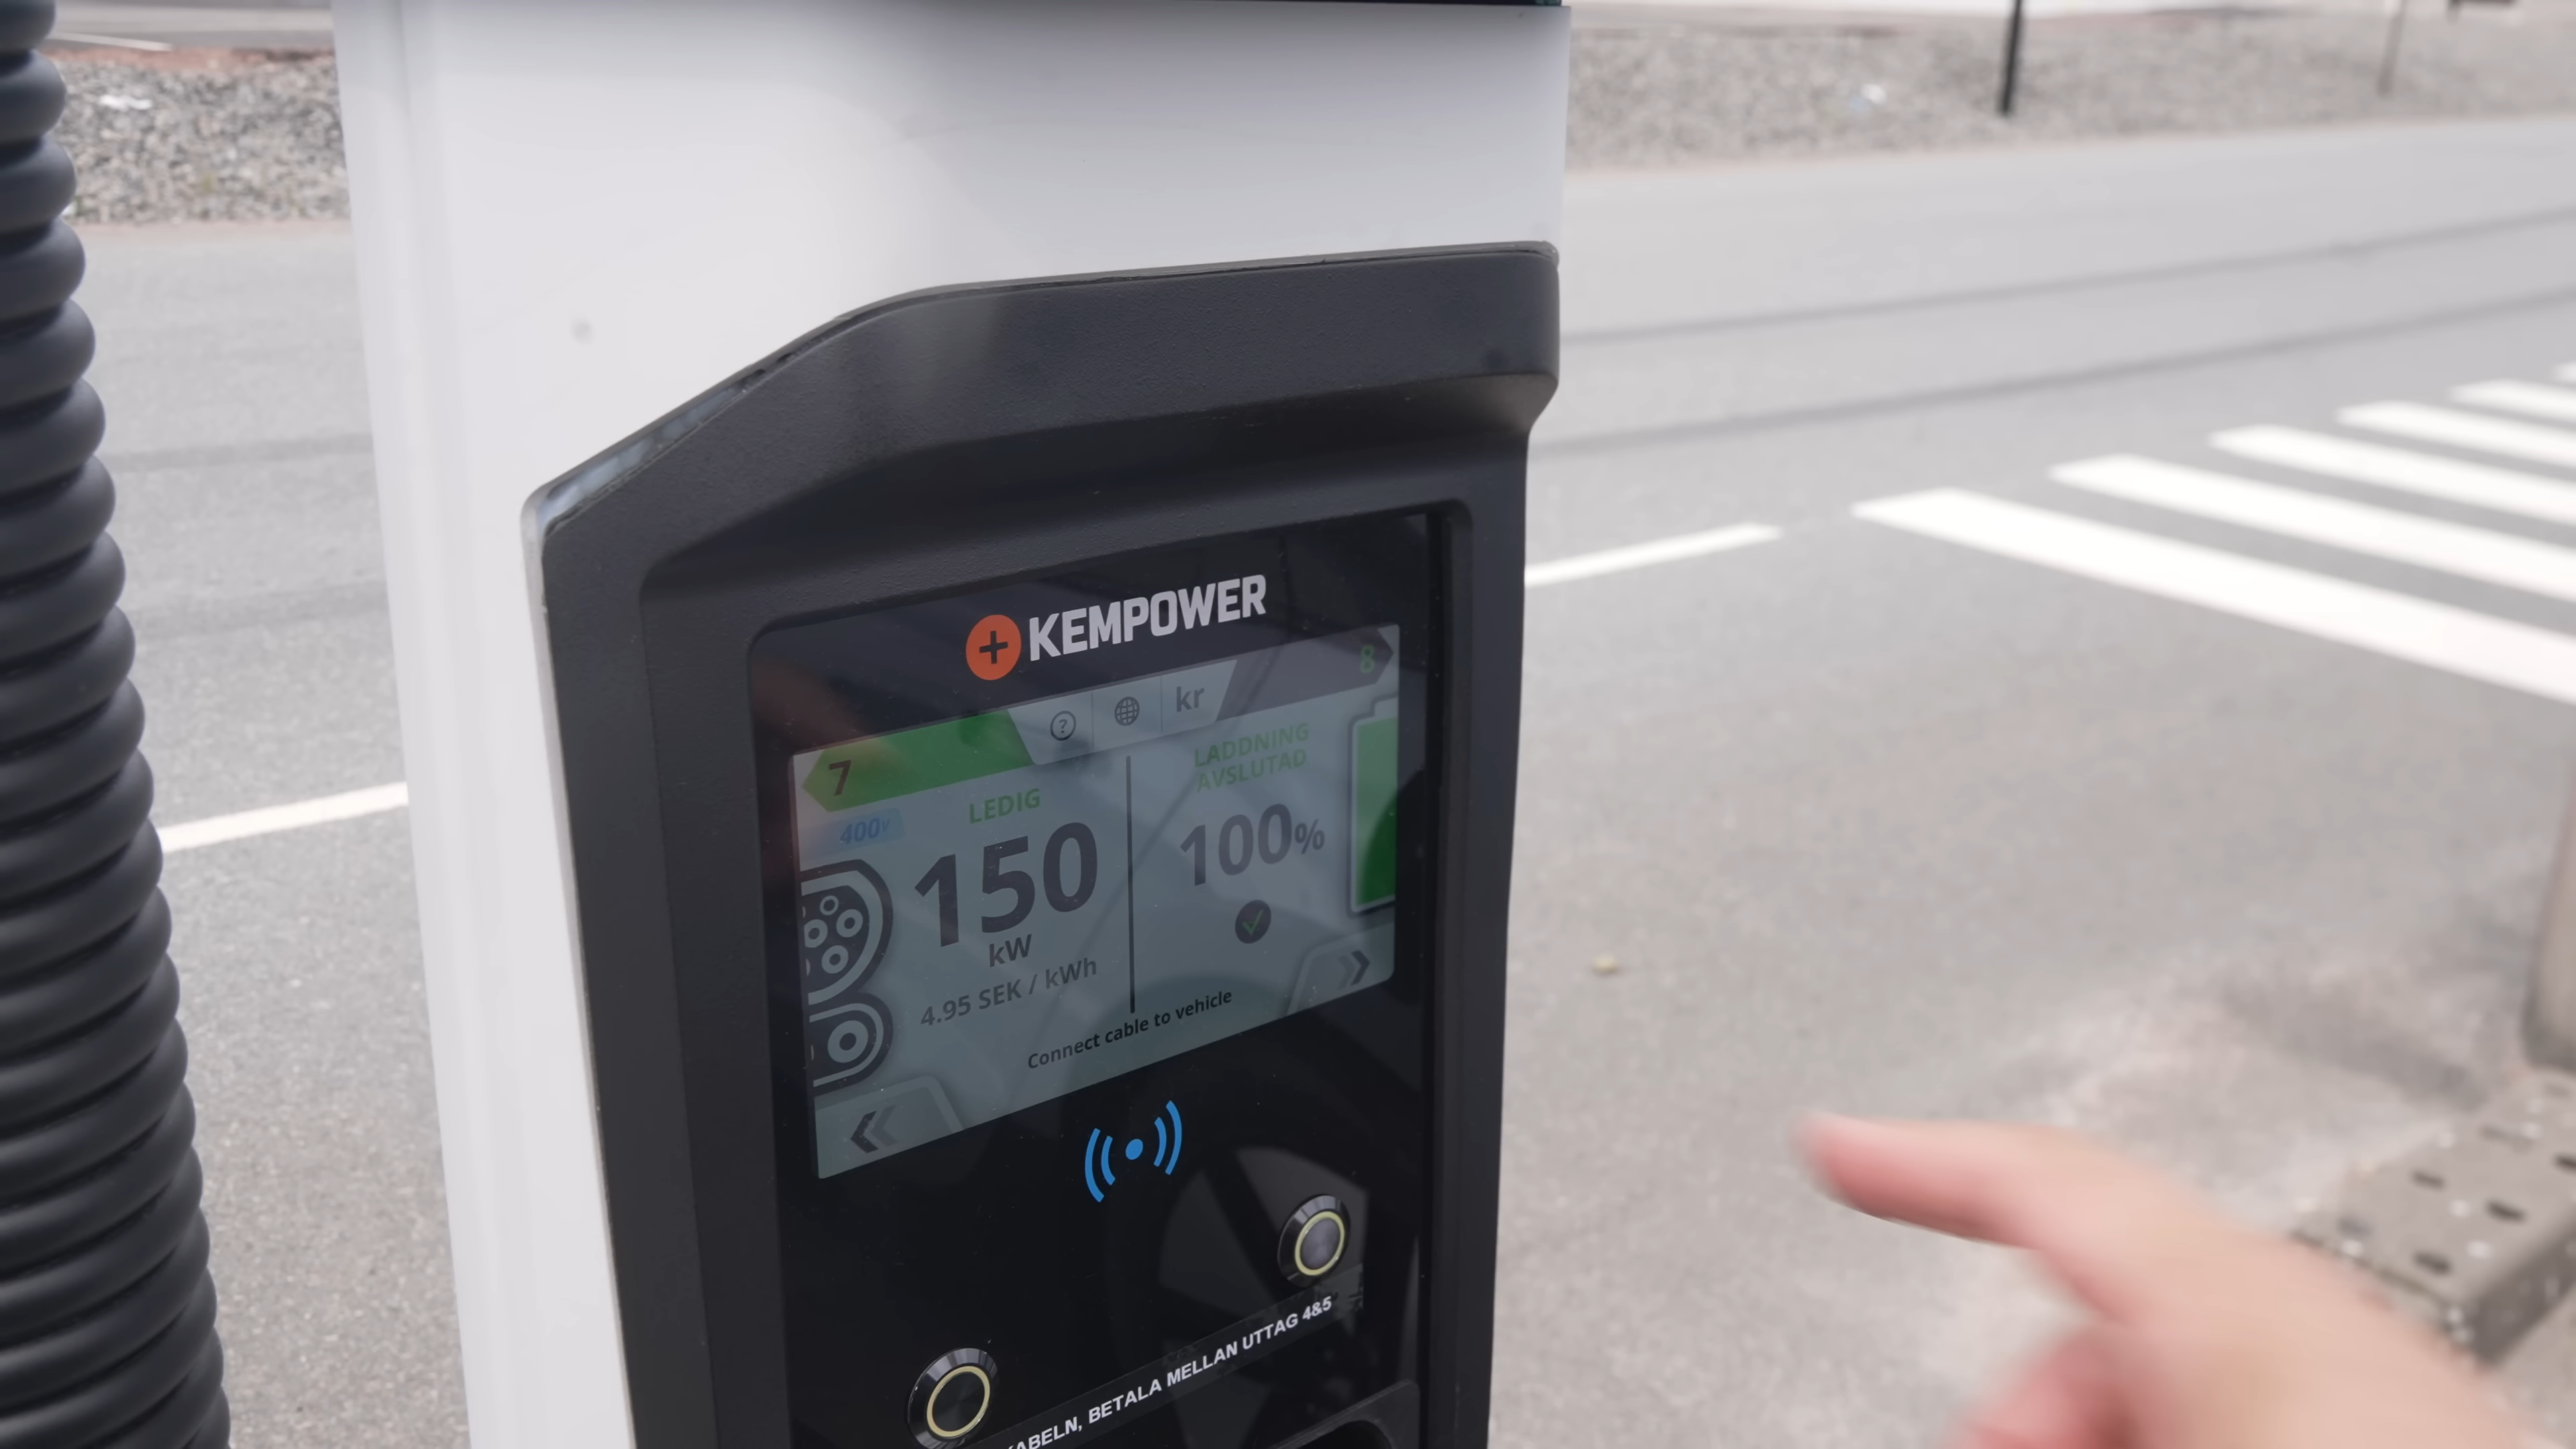 KEMPOWER
7
?
kr
8
400V
LEDIG
150
kW
4.95 SEK / kWh
LADDNING
AVSLUTAD
100%
Connect cable to vehicle
BETALA MELLAN UTTAG 4&5